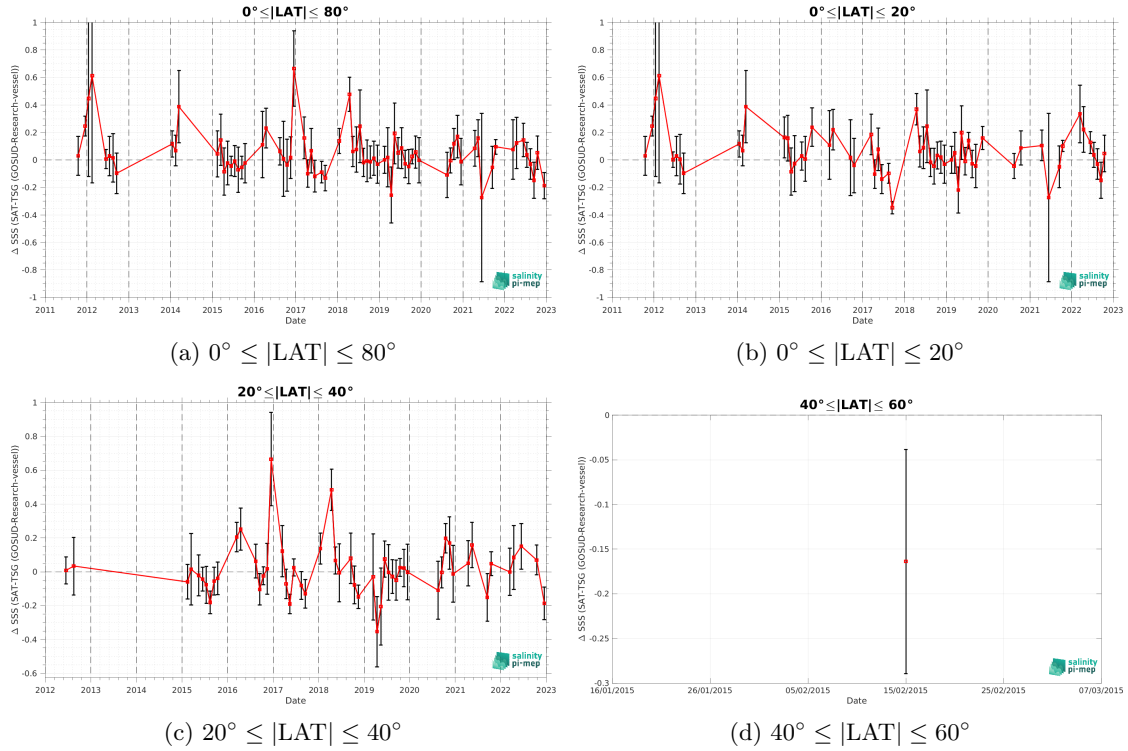 0°≤|LAT|≤ 80°
Δ SSS (SAT-TSG (GOSUD-Research-vessel))
1
0.8
0.6
0.4
0.2
0
-0.2
-0.4
-0.6
-0.8
-1
2011 2012 2013 2014 2015 2016 2017 2018 2019 2020 2021 2022 2023
Date
salinity
pi-mep
(a) 0° ≤ |LAT| ≤ 80°
0°≤|LAT|≤ 20°
Δ SSS (SAT-TSG (GOSUD-Research-vessel))
1
0.8
0.6
0.4
0.2
0
-0.2
-0.4
-0.6
-0.8
-1
2011 2012 2013 2014 2015 2016 2017 2018 2019 2020 2021 2022 2023
Date
salinity
pi-mep
(b) 0° ≤ |LAT| ≤ 20°
20°≤|LAT|≤ 40°
Δ SSS (SAT-TSG (GOSUD-Research-vessel))
1
0.8
0.6
0.4
0.2
0
-0.2
-0.4
-0.6
2012 2013 2014 2015 2016 2017 2018 2019 2020 2021 2022 2023
Date
salinity
pi-mep
(c) 20° ≤ |LAT| ≤ 40°
40°≤|LAT|≤ 60°
Δ SSS (SAT-TSG (GOSUD-Research-vessel))
0
-0.05
-0.1
-0.15
-0.2
-0.25
-0.3
16/01/2015 26/01/2015 05/02/2015 15/02/2015 25/02/2015 07/03/2015
Date
salinity
pi-mep
(d) 40° ≤ |LAT| ≤ 60°